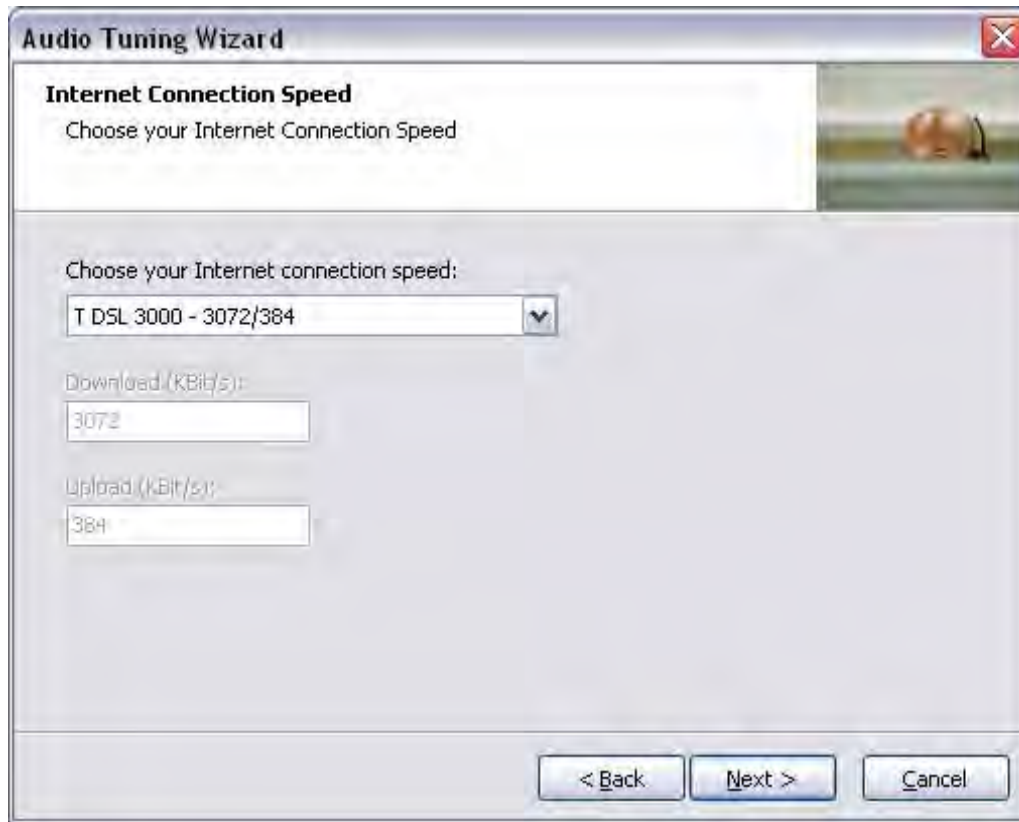 Audio Tuning Wizard
Internet Connection Speed
Choose your Internet Connection Speed
Choose your Internet connection speed:
T DSL 3000 - 3072/384
Download (KBit/s):
3072
Upload (KBit/s):
384
< Back
Next >
Cancel